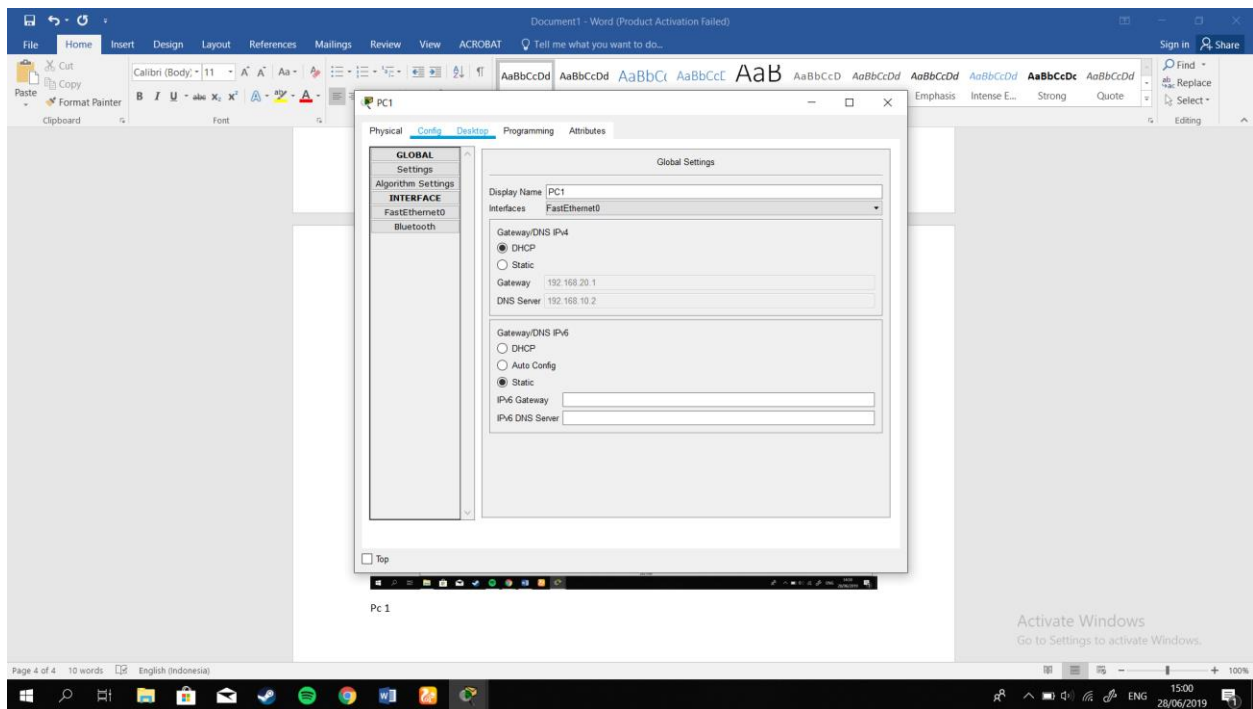 Document1 - Word (Product Activation Failed)
File Home Insert Design Layout References Mailings Review View ACROBAT Tell me what you want to do... Sign in Share
Cut
Copy
Paste
Format Painter
Clipboard
Calibri (Body) 11
Font
AaBbCcDd AaBbCcDd AaBbC AaBbCcE AaB AaBbCcD AaBbCcDd AaBbCcDd AaBbCcDd AaBbCcDc AaBbCcDd
Emphasis Intense E... Strong Quote
Find
Replace
Select
Editing
PC1
Physical Config Desktop Programming Attributes
GLOBAL
Settings
Algorithm Settings
INTERFACE
FastEthernet0
Bluetooth
Global Settings
Display Name PC1
Interfaces FastEthernet0
Gateway/DNS IPv4
DHCP
Static
Gateway 192.168.20.1
DNS Server 192.168.10.2
Gateway/DNS IPv6
DHCP
Auto Config
Static
IPv6 Gateway
IPv6 DNS Server
Top
Pc 1
Activate Windows
Go to Settings to activate Windows.
Page 4 of 4 10 words English (Indonesia) 100%
ENG 15:00
28/06/2019